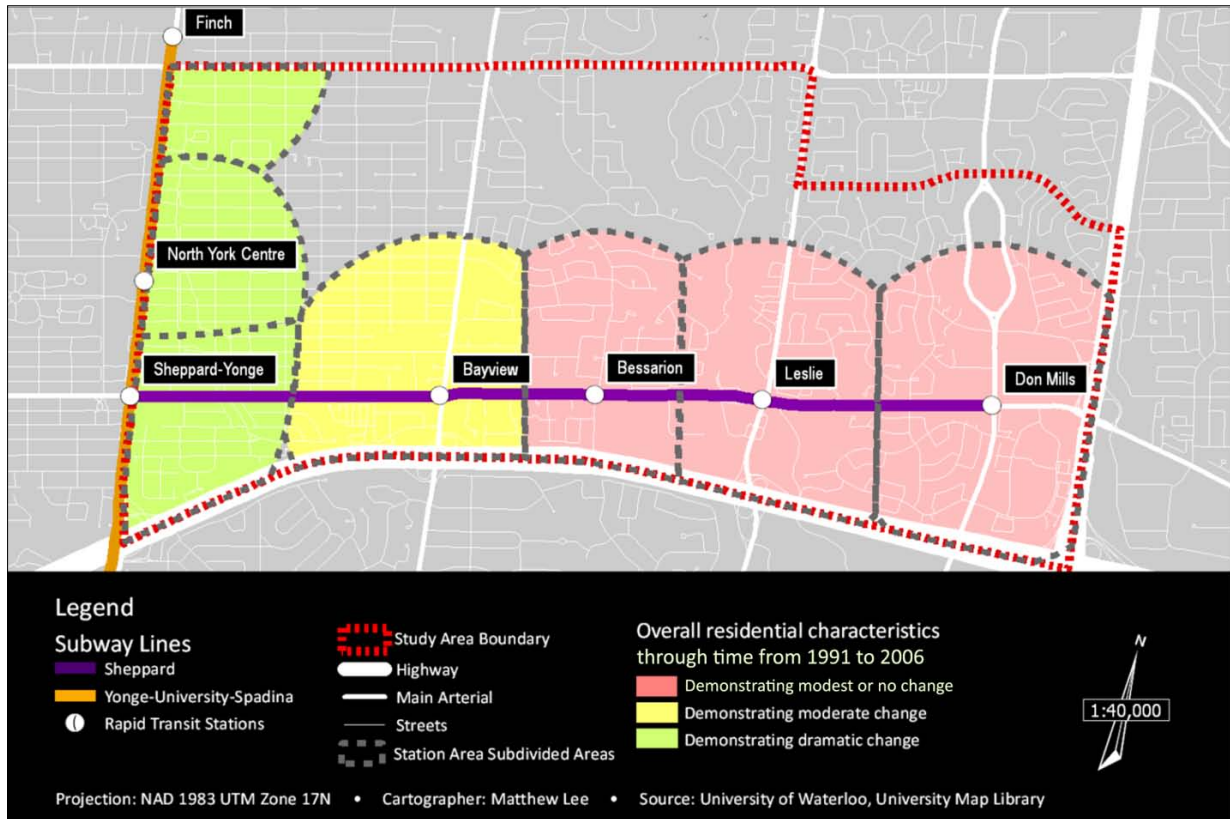 Finch
North York Centre
Sheppard-Yonge
Bayview
Bessarion
Leslie
Don Mills
Legend
Subway Lines
Sheppard
Yonge-University-Spadina
Rapid Transit Stations
Study Area Boundary
Highway
Main Arterial
Streets
Station Area Subdivided Areas
Overall residential characteristics
through time from 1991 to 2006
Demonstrating modest or no change
Demonstrating moderate change
Demonstrating dramatic change
N
1:40,000
Projection: NAD 1983 UTM Zone 17N • Cartographer: Matthew Lee • Source: University of Waterloo, University Map Library